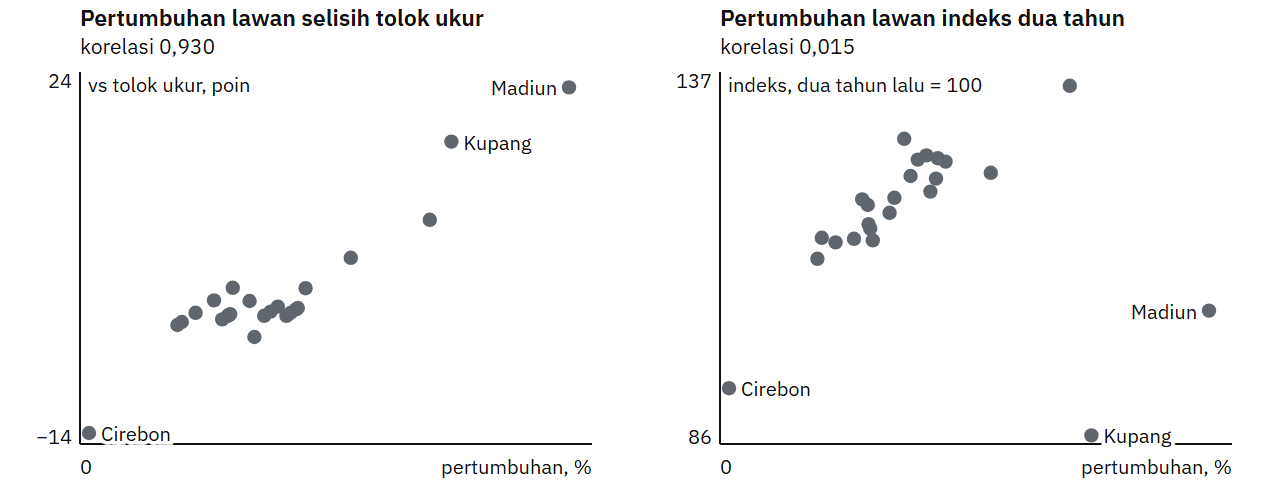 Pertumbuhan lawan selisih tolok ukur
korelasi 0,930
24
vs tolok ukur, poin
Madiun
Kupang
Cirebon
−14
0
pertumbuhan, %
Pertumbuhan lawan indeks dua tahun
korelasi 0,015
137
indeks, dua tahun lalu = 100
Madiun
Cirebon
Kupang
86
0
pertumbuhan, %